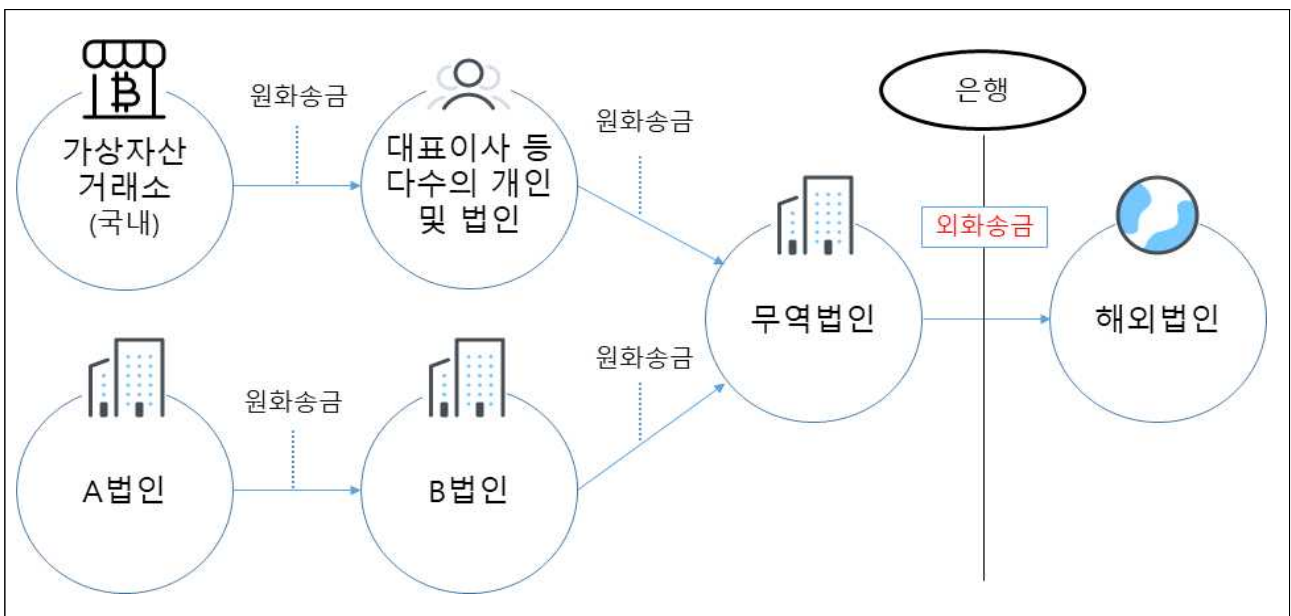 가상자산
거래소
(국내)
원화송금
대표이사 등
다수의 개인
및 법인
원화송금
은행
외화송금
무역법인
해외법인
A법인
원화송금
B법인
원화송금